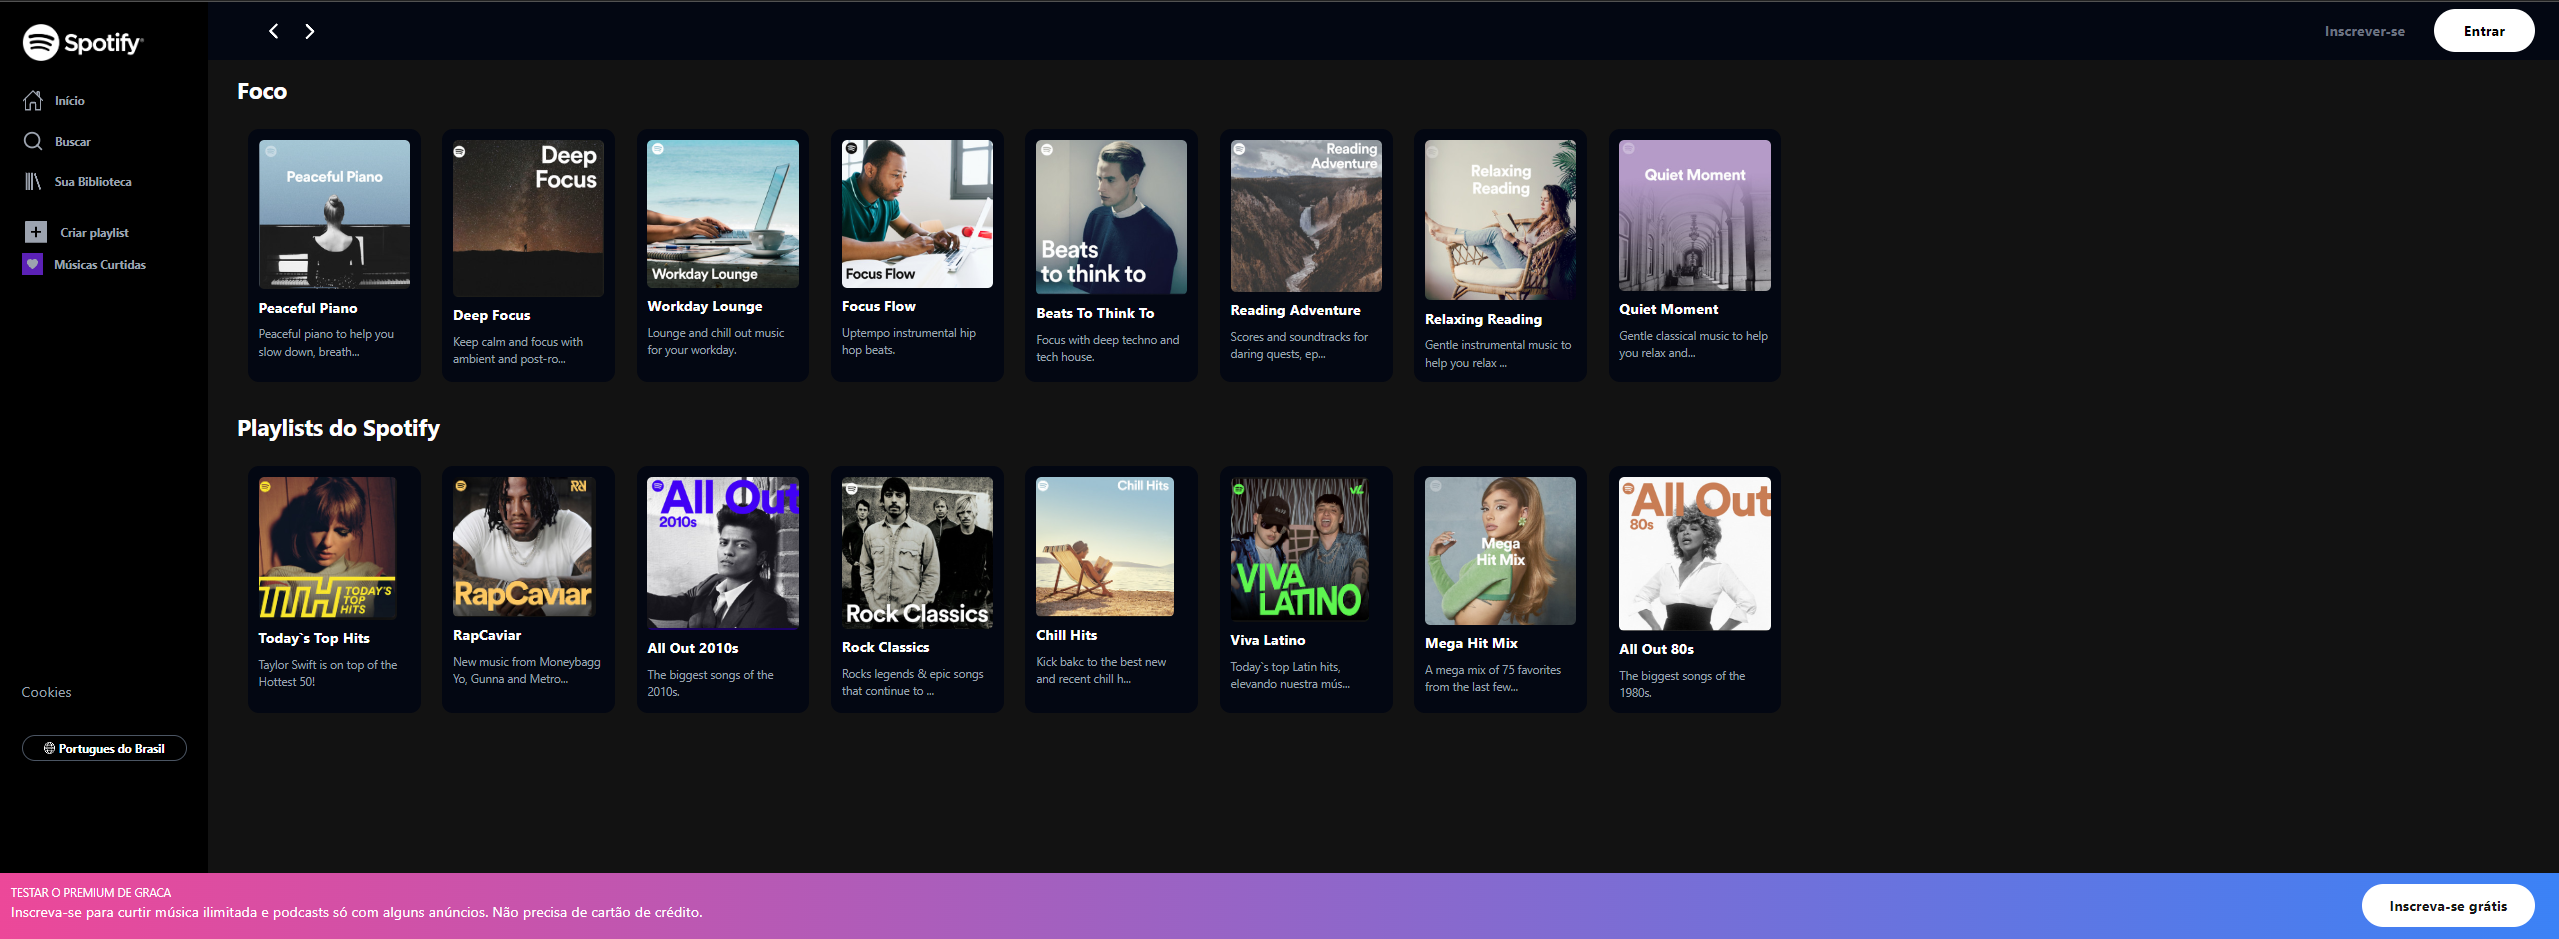 Spotify
Início
Buscar
Sua Biblioteca
Criar playlist
Músicas Curtidas
Cookies
Portugues do Brasil
Inscrever-se
Entrar
Foco
Peaceful Piano
Peaceful Piano
Peaceful piano to help you
slow down, breath...
Deep
Focus
Deep Focus
Keep calm and focus with
ambient and post-ro...
Workday Lounge
Workday Lounge
Lounge and chill out music
for your workday.
Focus Flow
Focus Flow
Uptempo instrumental hip
hop beats.
Beats
to think to
Beats To Think To
Focus with deep techno and
tech house.
Reading
Adventure
Reading Adventure
Scores and soundtracks for
daring quests, ep...
Relaxing
Reading
Relaxing Reading
Gentle instrumental music to
help you relax ...
Quiet Moment
Quiet Moment
Gentle classical music to help
you relax and...
Playlists do Spotify
TTH TODAY'S
TOP
HITS
Today`s Top Hits
Taylor Swift is on top of the
Hottest 50!
RapCaviar
RapCaviar
New music from Moneybagg
Yo, Gunna and Metro...
All Out
2010s
All Out 2010s
The biggest songs of the
2010s.
Rock Classics
Rock Classics
Rocks legends & epic songs
that continue to ...
Chill Hits
Chill Hits
Kick bakc to the best new
and recent chill h...
VL
VIVA
LATINO
Viva Latino
Today`s top Latin hits,
elevando nuestra mús...
Mega
Hit Mix
Mega Hit Mix
A mega mix of 75 favorites
from the last few...
All Out
80s
All Out 80s
The biggest songs of the
1980s.
TESTAR O PREMIUM DE GRACA
Inscreva-se para curtir música ilimitada e podcasts só com alguns anúncios. Não precisa de cartão de crédito.
Inscreva-se grátis